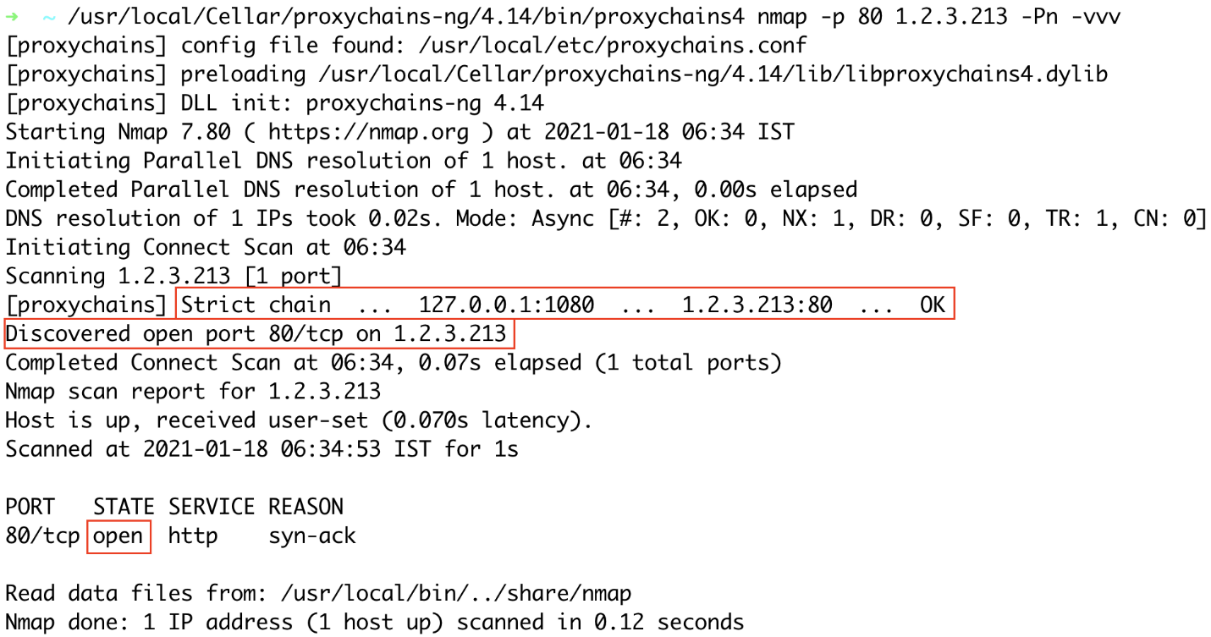 → ~ /usr/local/Cellar/proxychains-ng/4.14/bin/proxychains4 nmap -p 80 1.2.3.213 -Pn -vvv
[proxychains] config file found: /usr/local/etc/proxychains.conf
[proxychains] preloading /usr/local/Cellar/proxychains-ng/4.14/lib/libproxychains4.dylib
[proxychains] DLL init: proxychains-ng 4.14
Starting Nmap 7.80 ( https://nmap.org ) at 2021-01-18 06:34 IST
Initiating Parallel DNS resolution of 1 host. at 06:34
Completed Parallel DNS resolution of 1 host. at 06:34, 0.00s elapsed
DNS resolution of 1 IPs took 0.02s. Mode: Async [#: 2, OK: 0, NX: 1, DR: 0, SF: 0, TR: 1, CN: 0]
Initiating Connect Scan at 06:34
Scanning 1.2.3.213 [1 port]
[proxychains] Strict chain  ...  127.0.0.1:1080  ...  1.2.3.213:80  ...  OK
Discovered open port 80/tcp on 1.2.3.213
Completed Connect Scan at 06:34, 0.07s elapsed (1 total ports)
Nmap scan report for 1.2.3.213
Host is up, received user-set (0.070s latency).
Scanned at 2021-01-18 06:34:53 IST for 1s

PORT   STATE SERVICE REASON
80/tcp open  http    syn-ack

Read data files from: /usr/local/bin/../share/nmap
Nmap done: 1 IP address (1 host up) scanned in 0.12 seconds